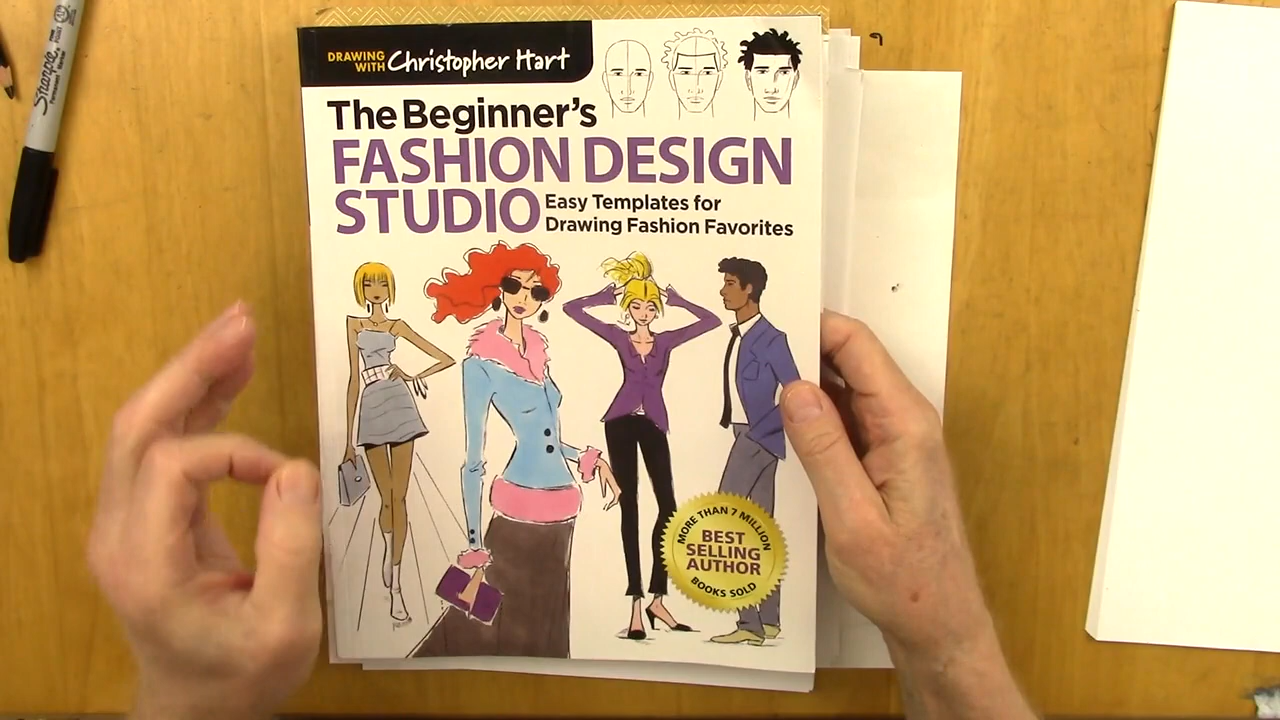 DRAWING
WITH Christopher Hart
The Beginner's
FASHION DESIGN
STUDIO Easy Templates for
Drawing Fashion Favorites
MORE THAN 7 MILLION
BEST
SELLING
AUTHOR
BOOKS SOLD
Sharpie